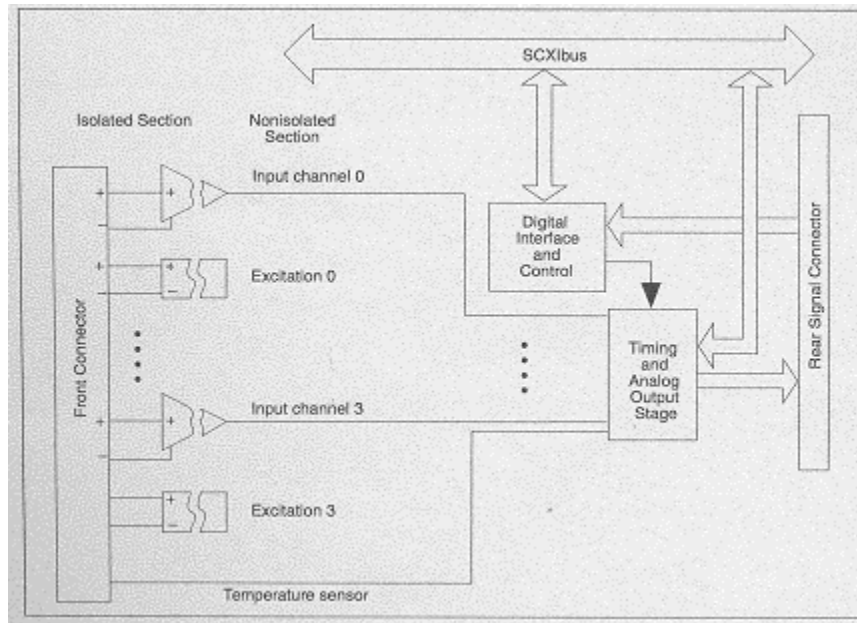 SCXIbus
Isolated Section
Nonisolated
Section
Input channel 0
+
−
+
Digital
Interface
and
Control
Rear Signal Connector
Excitation 0
+
−
+
−
Front Connector
Timing
and
Analog
Output
Stage
Input channel 3
+
−
+
Excitation 3
+
−
Temperature sensor